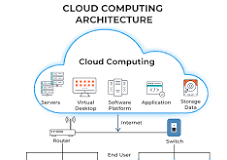 CLOUD COMPUTING
ARCHITECTURE
Cloud Computing
Servers
Virtual
Desktop
Software
Platform
Application
Storage
Data
Internet
Router
Switch
End User